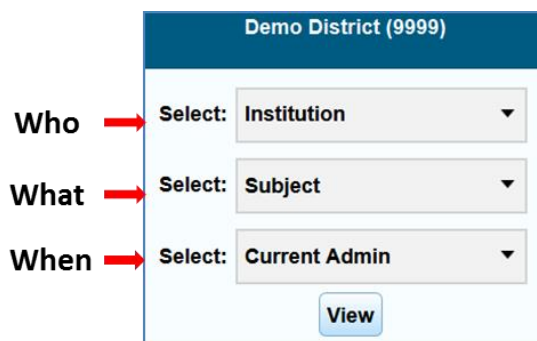 Demo District (9999)
Who Select: Institution
What Select: Subject
When Select: Current Admin
View